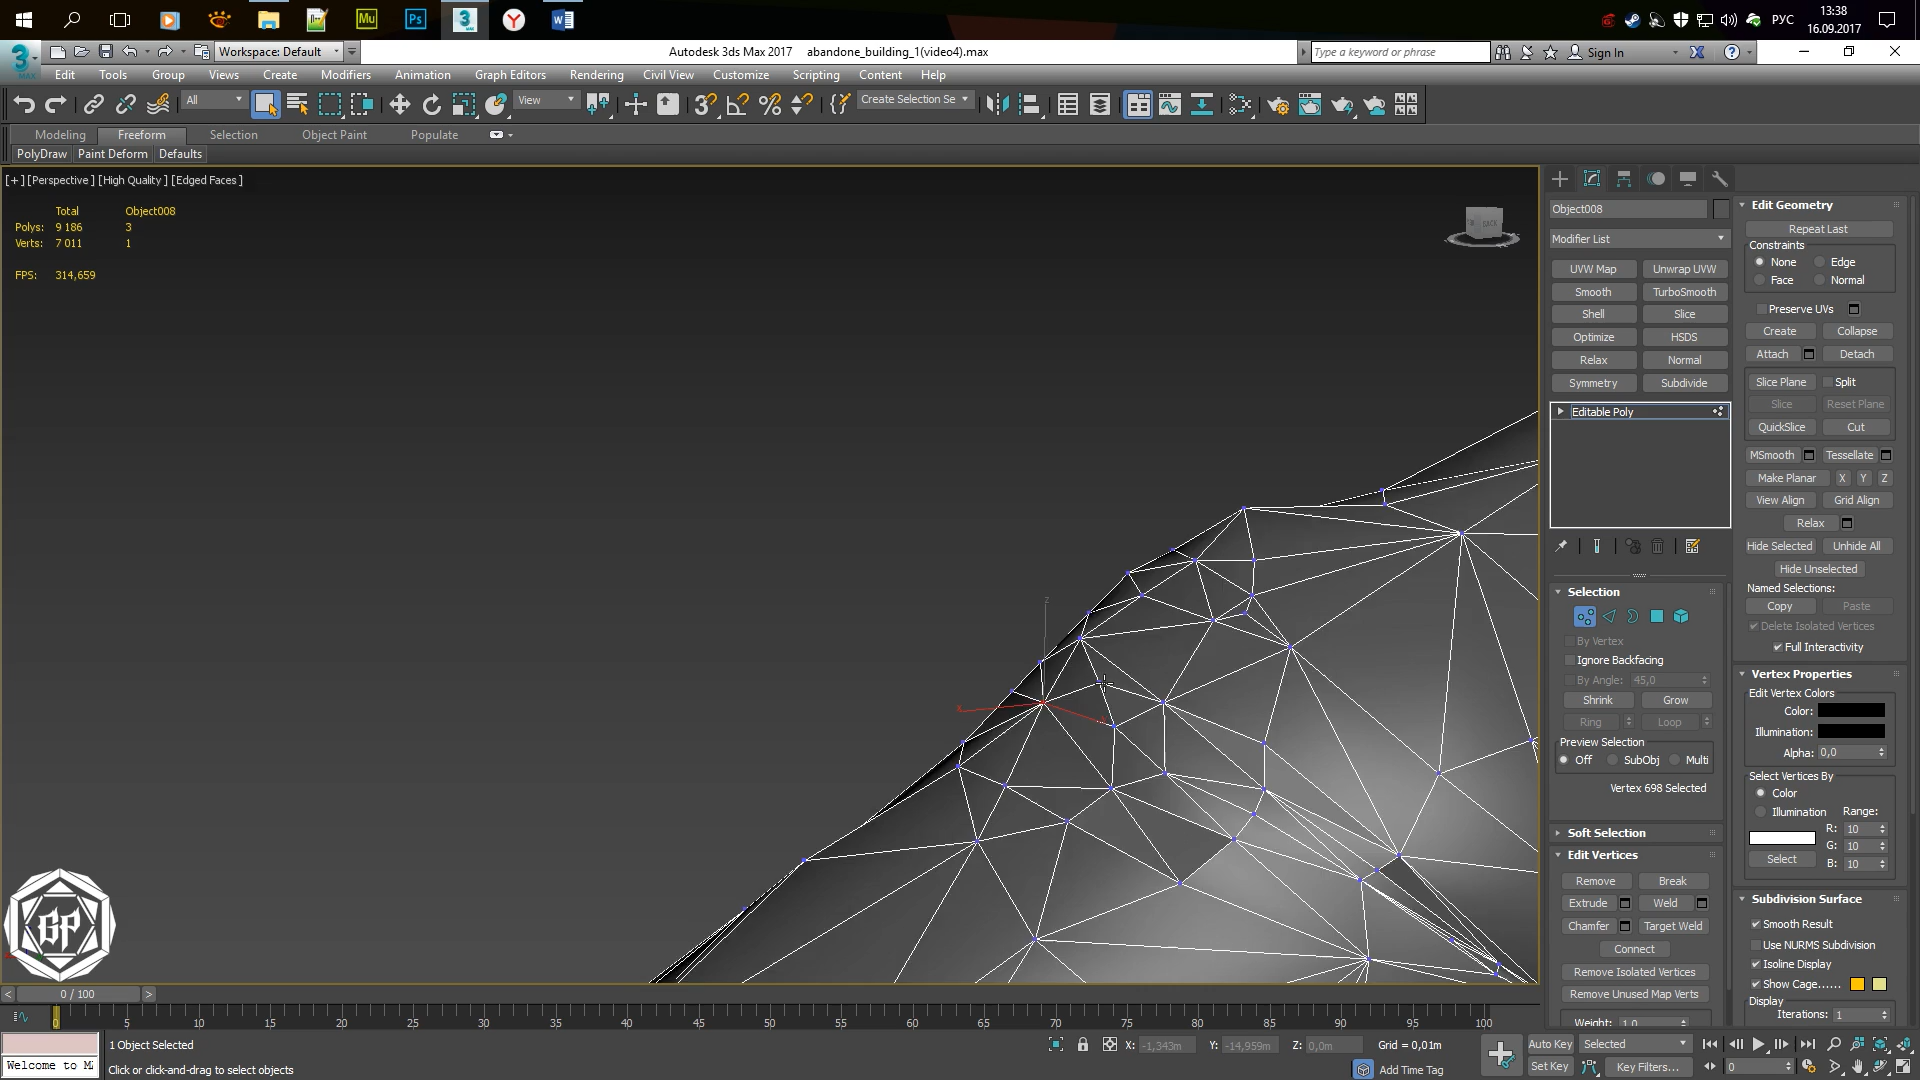 Mu
Ps
3
MAX
Y
W
РУС
13:38
16.09.2017
3
MAX
Workspace: Default
Autodesk 3ds Max 2017 abandone_building_1(video4).max
Type a keyword or phrase
Sign In
Edit Tools Group Views Create Modifiers Animation Graph Editors Rendering Civil View Customize Scripting Content Help
All
View
3
Create Selection Se
Modeling Freeform Selection Object Paint Populate
PolyDraw Paint Deform Defaults
[+] [Perspective] [High Quality] [Edged Faces]
Total Object008
Polys: 9 186 3
Verts: 7 011 1
FPS: 314,659
BACK
z
x
GP
Object008
Modifier List
UVW Map Unwrap UVW
Smooth TurboSmooth
Shell Slice
Optimize HSDS
Relax Normal
Symmetry Subdivide
Editable Poly
Selection
By Vertex
Ignore Backfacing
By Angle: 45,0
Shrink Grow
Ring Loop
Preview Selection
Off SubObj Multi
Vertex 698 Selected
Soft Selection
Edit Vertices
Remove Break
Extrude Weld
Chamfer Target Weld
Connect
Remove Isolated Vertices
Remove Unused Map Verts
Weight: 1,0
Edit Geometry
Repeat Last
Constraints
None Edge
Face Normal
Preserve UVs
Create Collapse
Attach Detach
Slice Plane Split
Slice Reset Plane
QuickSlice Cut
MSmooth Tessellate
Make Planar X Y Z
View Align Grid Align
Relax
Hide Selected Unhide All
Hide Unselected
Named Selections:
Copy Paste
Delete Isolated Vertices
Full Interactivity
Vertex Properties
Edit Vertex Colors
Color:
Illumination:
Alpha: 0,0
Select Vertices By
Color
Illumination Range:
R: 10
G: 10
B: 10
Select
Subdivision Surface
Smooth Result
Use NURMS Subdivision
Isoline Display
Show Cage......
Display
Iterations: 1
< 0 / 100 >
0 5 10 15 20 25 30 35 40 45 50 55 60 65 70 75 80 85 90 95 100
1 Object Selected
X: -1,343m Y: -14,959m Z: 0,0m Grid = 0,01m
Auto Key Selected
Welcome to M
Click or click-and-drag to select objects
Add Time Tag
Set Key Key Filters...
0